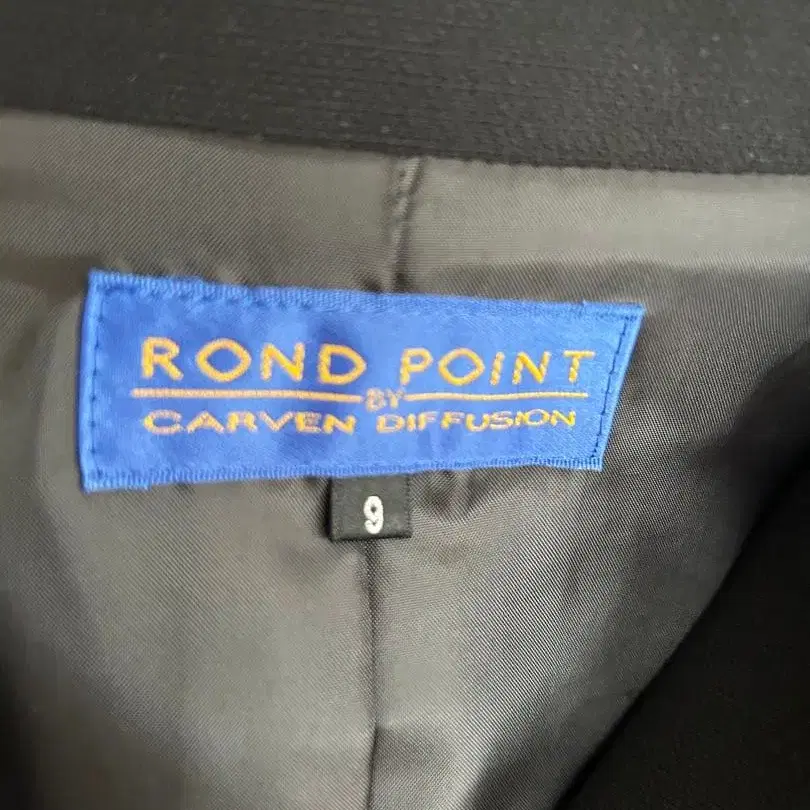 ROND POINT
BY
CARVEN DIFFUSION
9